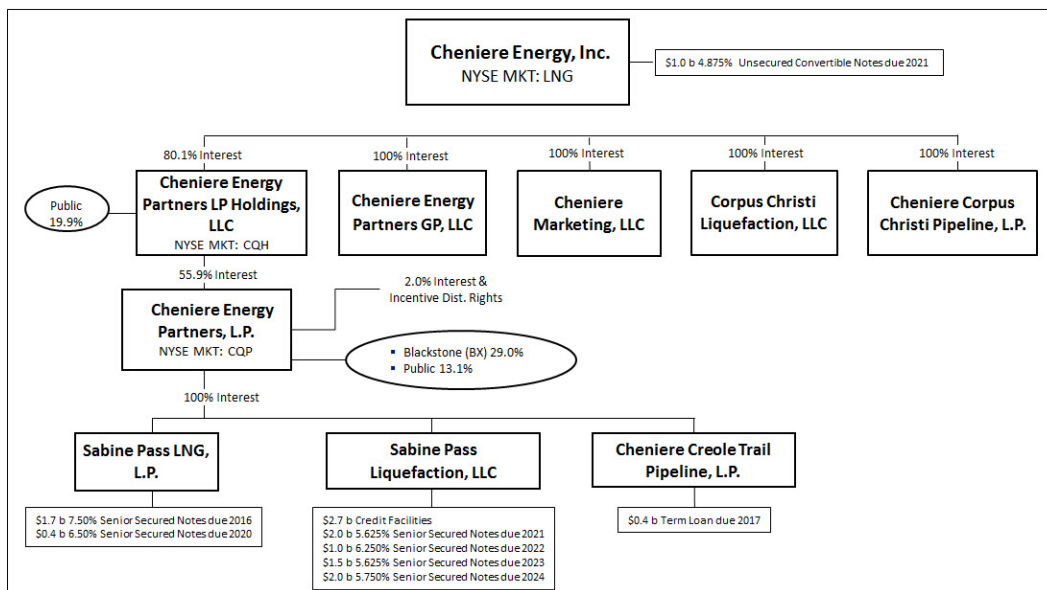 Cheniere Energy, Inc.
NYSE MKT: LNG
$1.0 b 4.875% Unsecured Convertible Notes due 2021
80.1% Interest
100% Interest
100% Interest
100% Interest
100% Interest
Public
19.9%
Cheniere Energy
Partners LP Holdings,
LLC
NYSE MKT: CQH
Cheniere Energy
Partners GP, LLC
Cheniere
Marketing, LLC
Corpus Christi
Liquefaction, LLC
Cheniere Corpus
Christi Pipeline, L.P.
55.9% Interest
Cheniere Energy
Partners, L.P.
NYSE MKT: CQP
2.0% Interest &
Incentive Dist. Rights
▪ Blackstone (BX) 29.0%
▪ Public 13.1%
100% Interest
Sabine Pass LNG,
L.P.
Sabine Pass
Liquefaction, LLC
Cheniere Creole Trail
Pipeline, L.P.
$1.7 b 7.50% Senior Secured Notes due 2016
$0.4 b 6.50% Senior Secured Notes due 2020
$2.7 b Credit Facilities
$2.0 b 5.625% Senior Secured Notes due 2021
$1.0 b 6.250% Senior Secured Notes due 2022
$1.5 b 5.625% Senior Secured Notes due 2023
$2.0 b 5.750% Senior Secured Notes due 2024
$0.4 b Term Loan due 2017